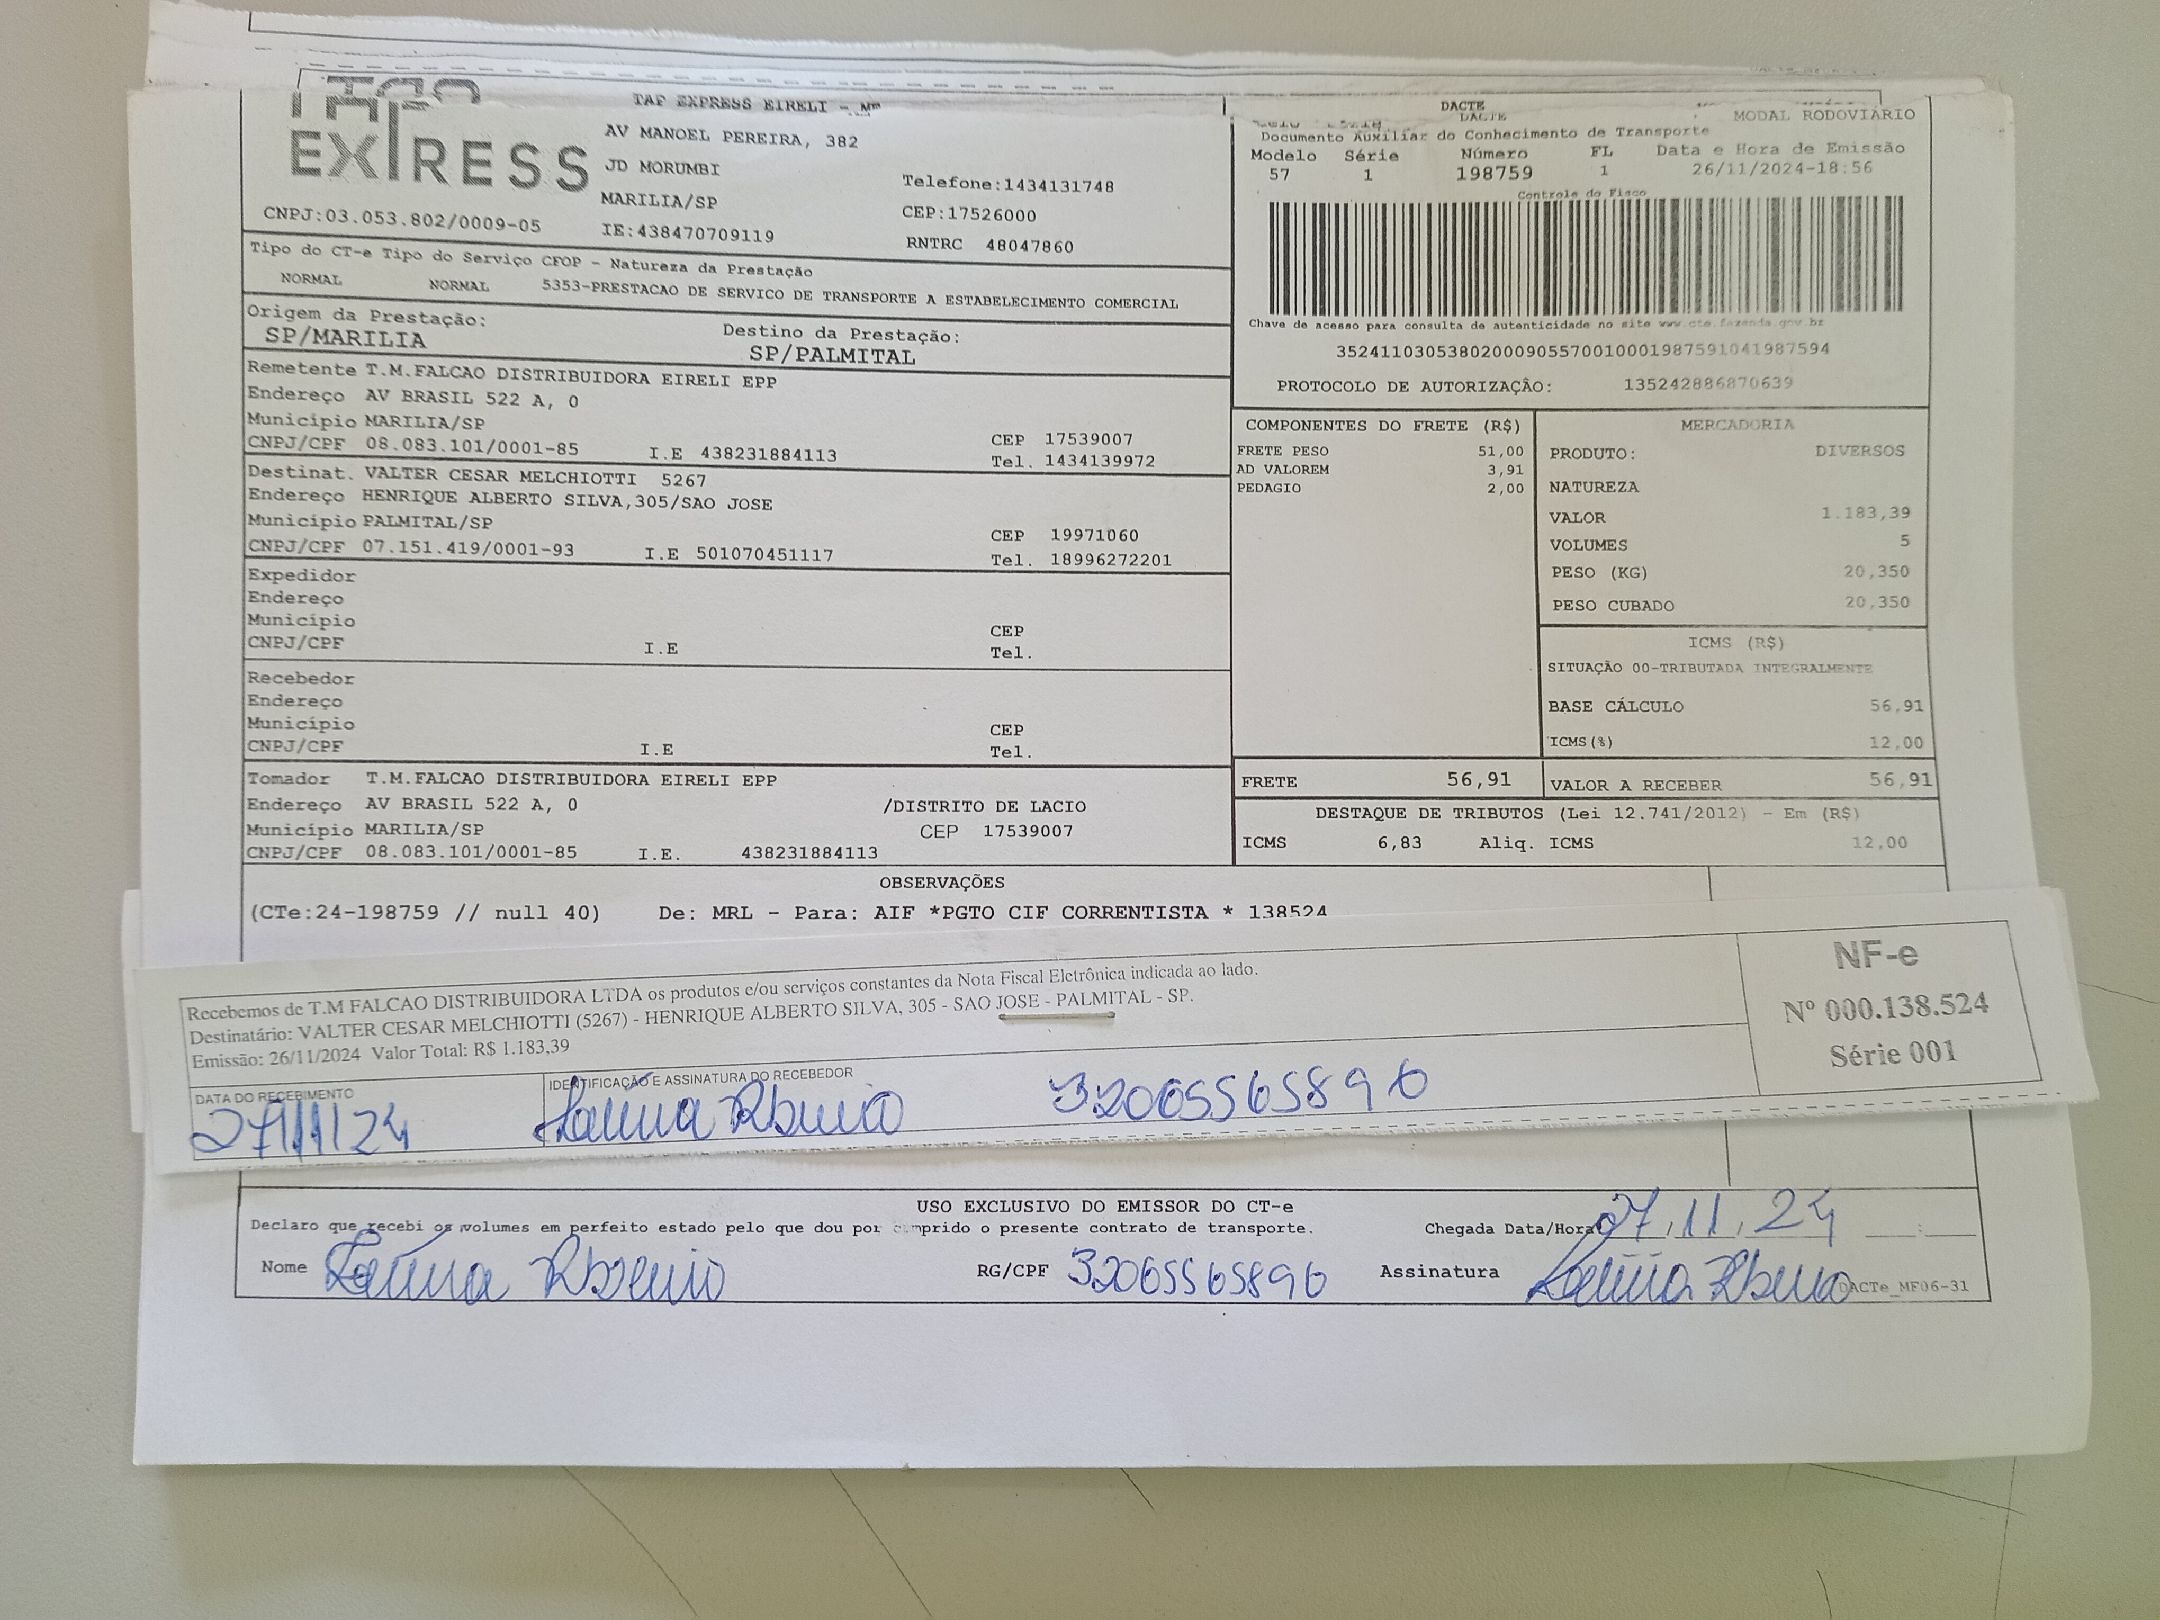 EXPRESS
TAF EXPRESS EIRELI - ME
AV MANOEL PEREIRA, 382
JD MORUMBI
MARILIA/SP
IE:438470709119
CNPJ:03.053.802/0009-05
Telefone:1434131748
CEP:17526000
RNTRC 48047860
DACTE
DACTE
MODAL RODOVIÁRIO
Documento Auxiliar do Conhecimento de Transporte
Modelo Série Número FL Data e Hora de Emissão
57 1 198759 1 26/11/2024-18:56
Controle do Fisco
Chave de acesso para consulta de autenticidade no site www.cte.fazenda.gov.br
35241103053802000905570010001987591041987594
PROTOCOLO DE AUTORIZAÇÃO: 135242886870639
Tipo do CT-e Tipo do Serviço CFOP - Natureza da Prestação
NORMAL NORMAL 5353-PRESTACAO DE SERVICO DE TRANSPORTE A ESTABELECIMENTO COMERCIAL
Origem da Prestação: Destino da Prestação:
SP/MARILIA SP/PALMITAL
Remetente T.M.FALCAO DISTRIBUIDORA EIRELI EPP
Endereço AV BRASIL 522 A, 0
Município MARILIA/SP CEP 17539007
CNPJ/CPF 08.083.101/0001-85 I.E 438231884113 Tel. 1434139972
Destinat. VALTER CESAR MELCHIOTTI 5267
Endereço HENRIQUE ALBERTO SILVA,305/SAO JOSE
Município PALMITAL/SP CEP 19971060
CNPJ/CPF 07.151.419/0001-93 I.E 501070451117 Tel. 18996272201
Expedidor
Endereço
Município CEP
CNPJ/CPF I.E Tel.
Recebedor
Endereço
Município CEP
CNPJ/CPF I.E Tel.
Tomador T.M.FALCAO DISTRIBUIDORA EIRELI EPP
Endereço AV BRASIL 522 A, 0 /DISTRITO DE LACIO
Município MARILIA/SP CEP 17539007
CNPJ/CPF 08.083.101/0001-85 I.E. 438231884113
COMPONENTES DO FRETE (R$)
FRETE PESO 51,00
AD VALOREM 3,91
PEDAGIO 2,00
MERCADORIA
PRODUTO: DIVERSOS
NATUREZA
VALOR 1.183,39
VOLUMES 5
PESO (KG) 20,350
PESO CUBADO 20,350
ICMS (R$)
SITUAÇÃO 00-TRIBUTADA INTEGRALMENTE
BASE CÁLCULO 56,91
ICMS(%) 12,00
FRETE 56,91 VALOR A RECEBER 56,91
DESTAQUE DE TRIBUTOS (Lei 12.741/2012) - Em (R$)
ICMS 6,83 Aliq. ICMS 12,00
OBSERVAÇÕES
(CTe:24-198759 // null 40) De: MRL - Para: AIF *PGTO CIF CORRENTISTA * 138524
Recebemos de T.M FALCAO DISTRIBUIDORA LTDA os produtos e/ou serviços constantes da Nota Fiscal Eletrônica indicada ao lado.
Destinatário: VALTER CESAR MELCHIOTTI (5267) - HENRIQUE ALBERTO SILVA, 305 - SAO JOSE - PALMITAL - SP.
Emissão: 26/11/2024 Valor Total: R$ 1.183,39
DATA DO RECEBIMENTO IDENTIFICAÇÃO E ASSINATURA DO RECEBEDOR
27/11/24 32065565896
NF-e
Nº 000.138.524
Série 001
USO EXCLUSIVO DO EMISSOR DO CT-e
Declaro que recebi os volumes em perfeito estado pelo que dou por cumprido o presente contrato de transporte. Chegada Data/Hora 27.11.24
Nome RG/CPF 32065565896 Assinatura
DACTe_MF06-31